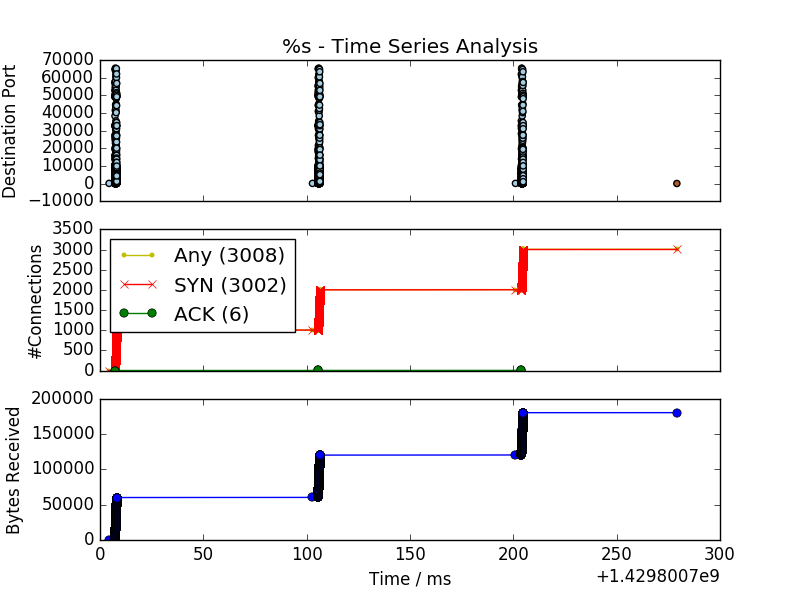 %s - Time Series Analysis
70000
60000
50000
40000
30000
20000
10000
0
−10000
Destination Port
3500
3000
2500
2000
1500
1000
500
0
#Connections
Any (3008)
SYN (3002)
ACK (6)
200000
150000
100000
50000
0
Bytes Received
0 50 100 150 200 250 300
Time / ms
+1.4298007e9